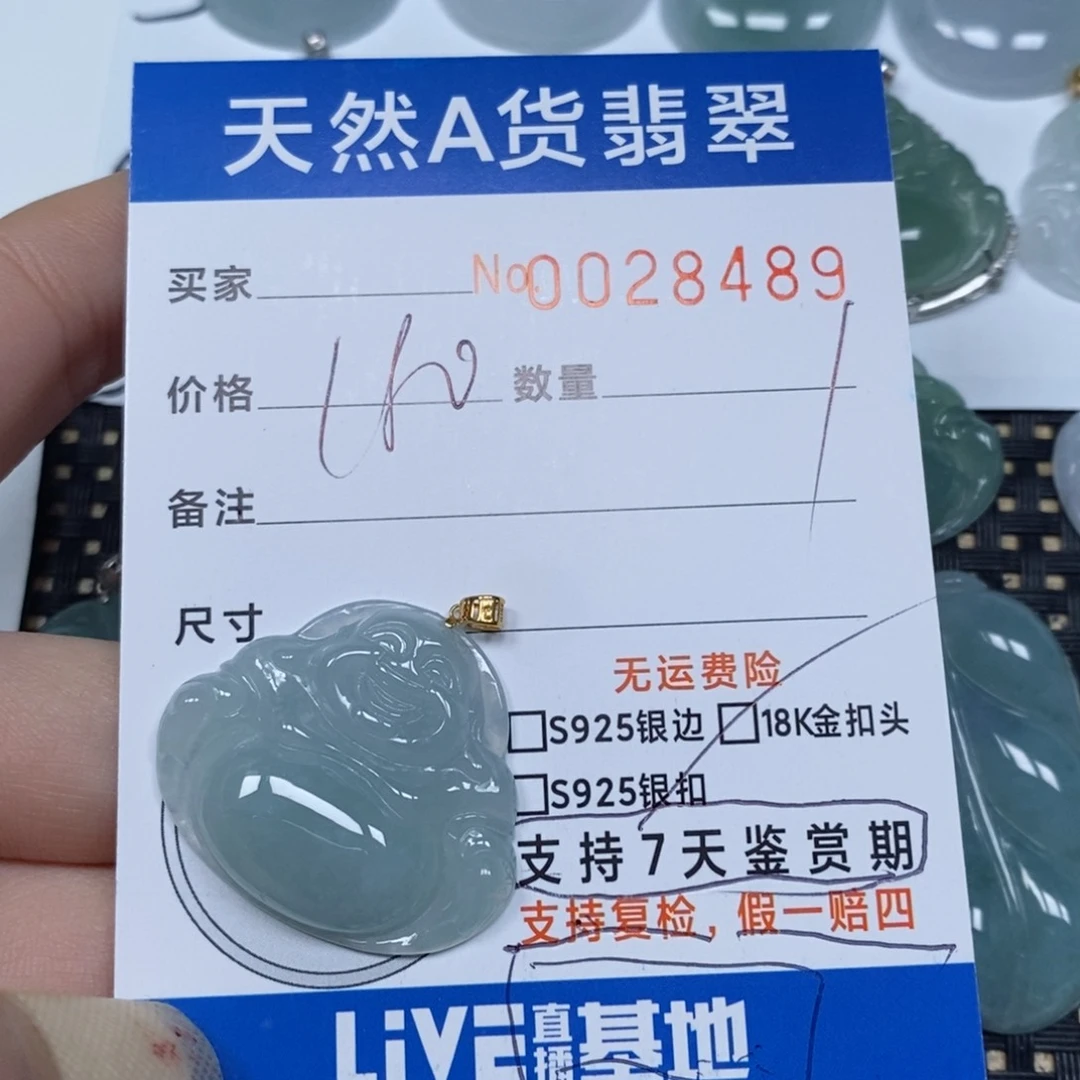 天然A货翡翠
买家 No.0028489
价格 数量 1
备注
尺寸
无运费险
S925银边 18K金扣头
S925银扣
支持7天鉴赏期
支持复检，假一赔四
LiVE直播基地